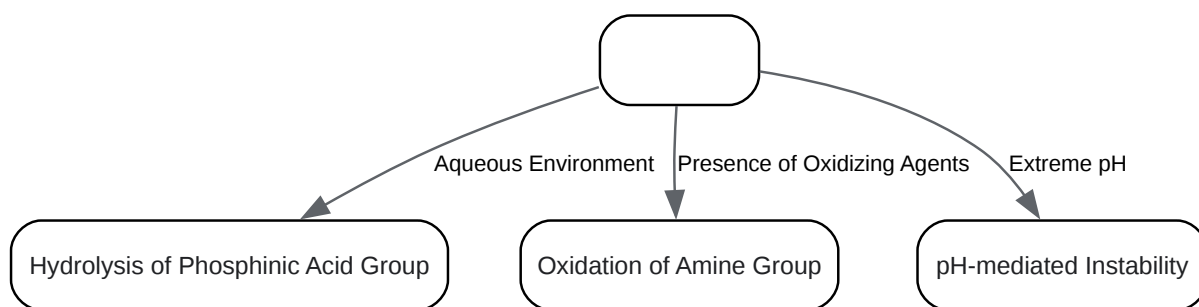 Aqueous Environment
Presence of Oxidizing Agents
Extreme pH
Hydrolysis of Phosphinic Acid Group
Oxidation of Amine Group
pH-mediated Instability